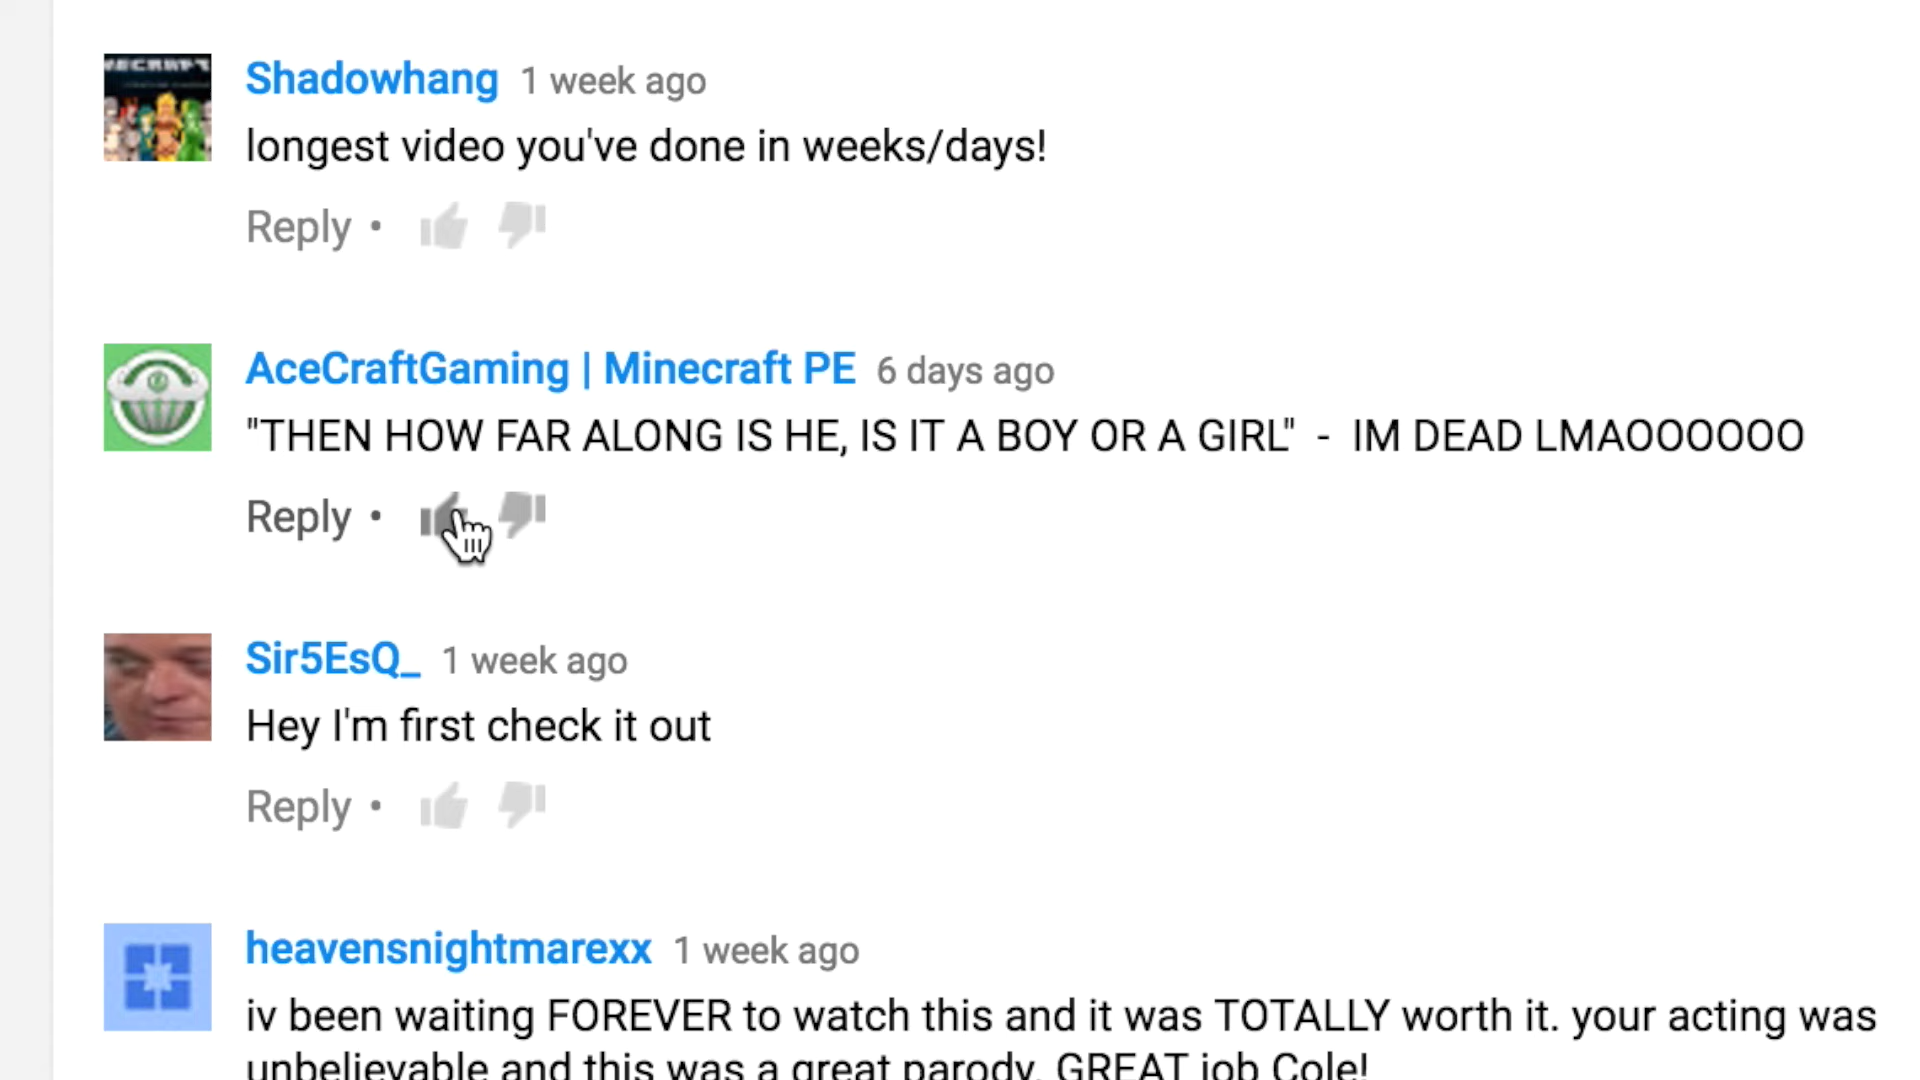 Shadowhang 1 week ago
longest video you've done in weeks/days!
Reply •
AceCraftGaming | Minecraft PE 6 days ago
"THEN HOW FAR ALONG IS HE, IS IT A BOY OR A GIRL" - IM DEAD LMAOOOOOO
Reply •
Sir5EsQ_ 1 week ago
Hey I'm first check it out
Reply •
heavensnightmarexx 1 week ago
iv been waiting FOREVER to watch this and it was TOTALLY worth it. your acting was
unbelievable and this was a great parody. GREAT job Cole!